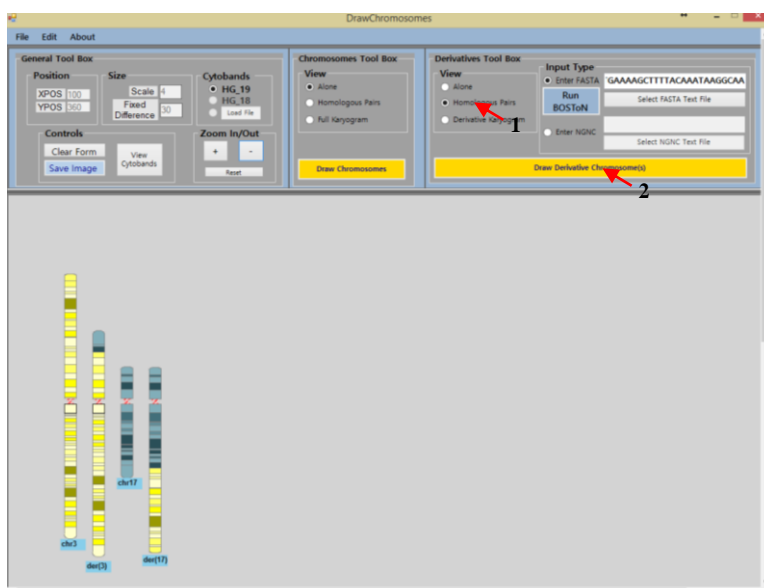 DrawChromosomes
File Edit About
General Tool Box
Position
XPOS 100
YPOS 360
Size
Scale 4
Fixed Difference 30
Cytobands
HG_19
HG_18
Load File
Controls
Clear Form
Save Image
View Cytobands
Zoom In/Out
+ -
Reset
Chromosomes Tool Box
View
Alone
Homologous Pairs
Full Karyogram
Draw Chromosomes
Derivatives Tool Box
View
Alone
Homologous Pairs
Derivative Karyogram
1
Input Type
Enter FASTA 'GAAAAGCTTTTACAAATAAGGCAA
Run BOSToN
Select FASTA Text File
Enter NGNC
Select NGNC Text File
Draw Derivative Chromosome(s)
2
chr3
der(3)
chr17
der(17)